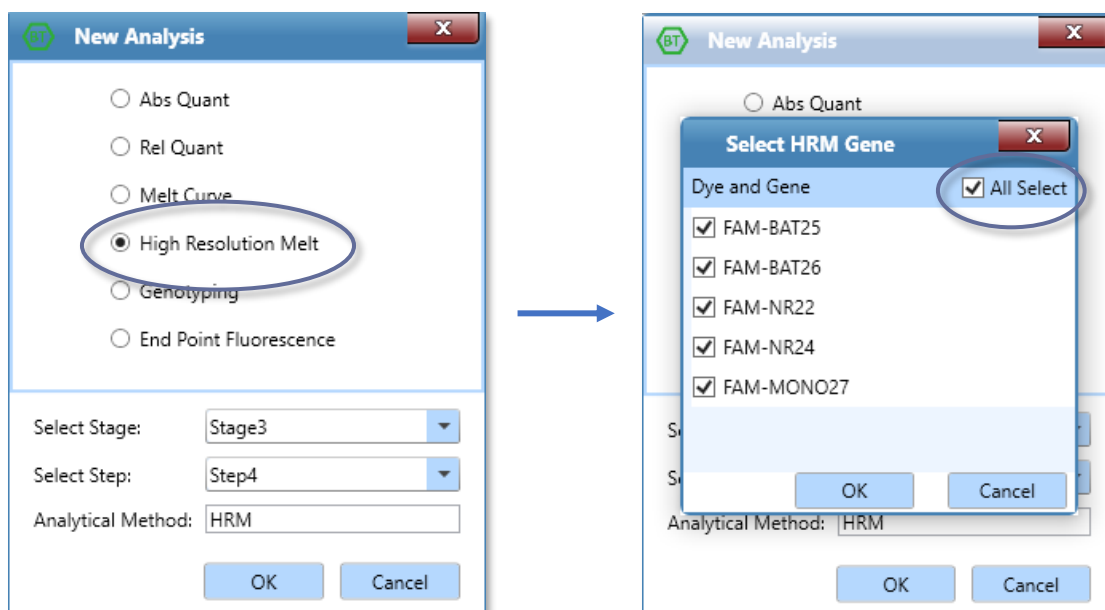 BT New Analysis x
Abs Quant
Rel Quant
Melt Curve
High Resolution Melt
Genotyping
End Point Fluorescence
Select Stage: Stage3
Select Step: Step4
Analytical Method: HRM
OK Cancel
BT New Analysis x
Abs Quant
Select HRM Gene x
Dye and Gene All Select
FAM-BAT25
FAM-BAT26
FAM-NR22
FAM-NR24
FAM-MONO27
OK Cancel
Analytical Method: HRM
OK Cancel